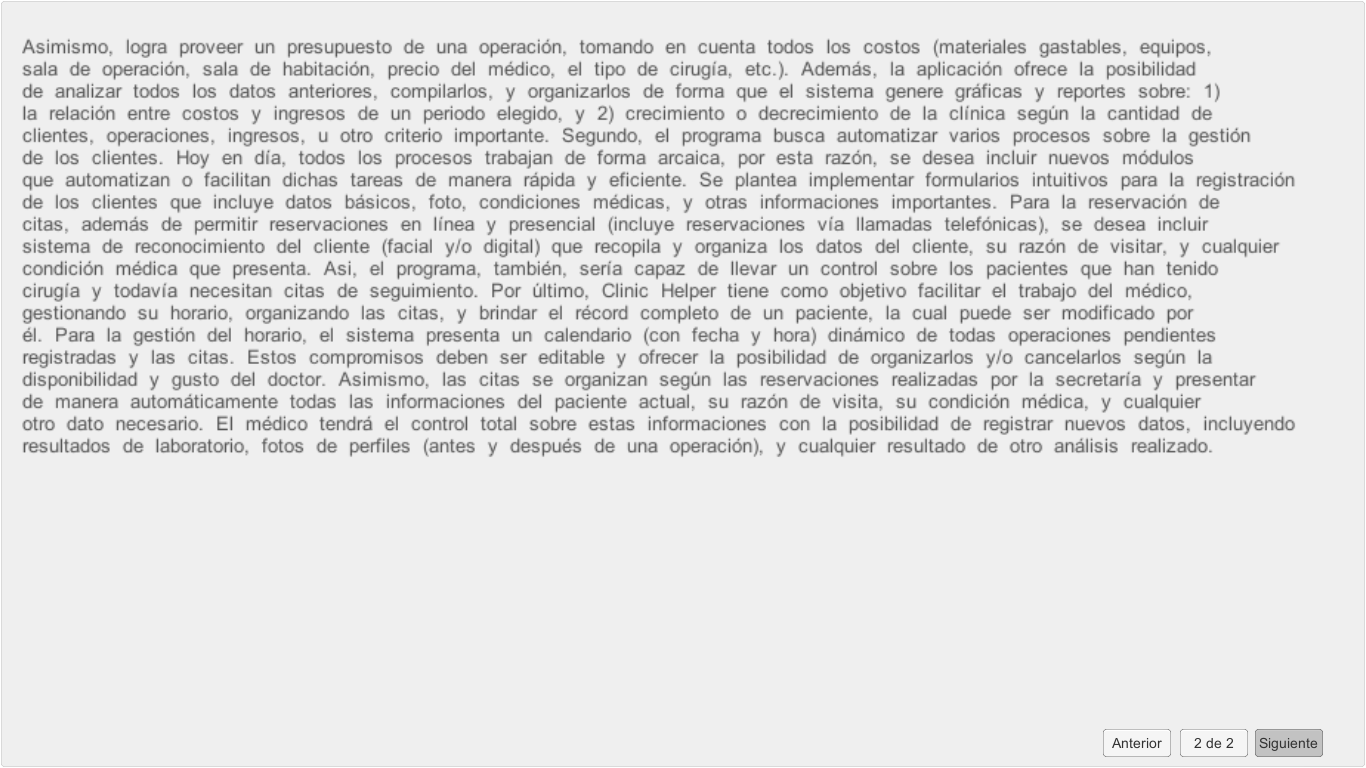 Asimismo, logra proveer un presupuesto de una operación, tomando en cuenta todos los costos (materiales gastables, equipos,
sala de operación, sala de habitación, precio del médico, el tipo de cirugía, etc.). Además, la aplicación ofrece la posibilidad
de analizar todos los datos anteriores, compilarlos, y organizarlos de forma que el sistema genere gráficas y reportes sobre: 1)
la relación entre costos y ingresos de un periodo elegido, y 2) crecimiento o decrecimiento de la clínica según la cantidad de
clientes, operaciones, ingresos, u otro criterio importante. Segundo, el programa busca automatizar varios procesos sobre la gestión
de los clientes. Hoy en día, todos los procesos trabajan de forma arcaica, por esta razón, se desea incluir nuevos módulos
que automatizan o facilitan dichas tareas de manera rápida y eficiente. Se plantea implementar formularios intuitivos para la registración
de los clientes que incluye datos básicos, foto, condiciones médicas, y otras informaciones importantes. Para la reservación de
citas, además de permitir reservaciones en línea y presencial (incluye reservaciones vía llamadas telefónicas), se desea incluir
sistema de reconocimiento del cliente (facial y/o digital) que recopila y organiza los datos del cliente, su razón de visitar, y cualquier
condición médica que presenta. Asi, el programa, también, sería capaz de llevar un control sobre los pacientes que han tenido
cirugía y todavía necesitan citas de seguimiento. Por último, Clinic Helper tiene como objetivo facilitar el trabajo del médico,
gestionando su horario, organizando las citas, y brindar el récord completo de un paciente, la cual puede ser modificado por
él. Para la gestión del horario, el sistema presenta un calendario (con fecha y hora) dinámico de todas operaciones pendientes
registradas y las citas. Estos compromisos deben ser editable y ofrecer la posibilidad de organizarlos y/o cancelarlos según la
disponibilidad y gusto del doctor. Asimismo, las citas se organizan según las reservaciones realizadas por la secretaría y presentar
de manera automáticamente todas las informaciones del paciente actual, su razón de visita, su condición médica, y cualquier
otro dato necesario. El médico tendrá el control total sobre estas informaciones con la posibilidad de registrar nuevos datos, incluyendo
resultados de laboratorio, fotos de perfiles (antes y después de una operación), y cualquier resultado de otro análisis realizado.
Anterior 2 de 2 Siguiente